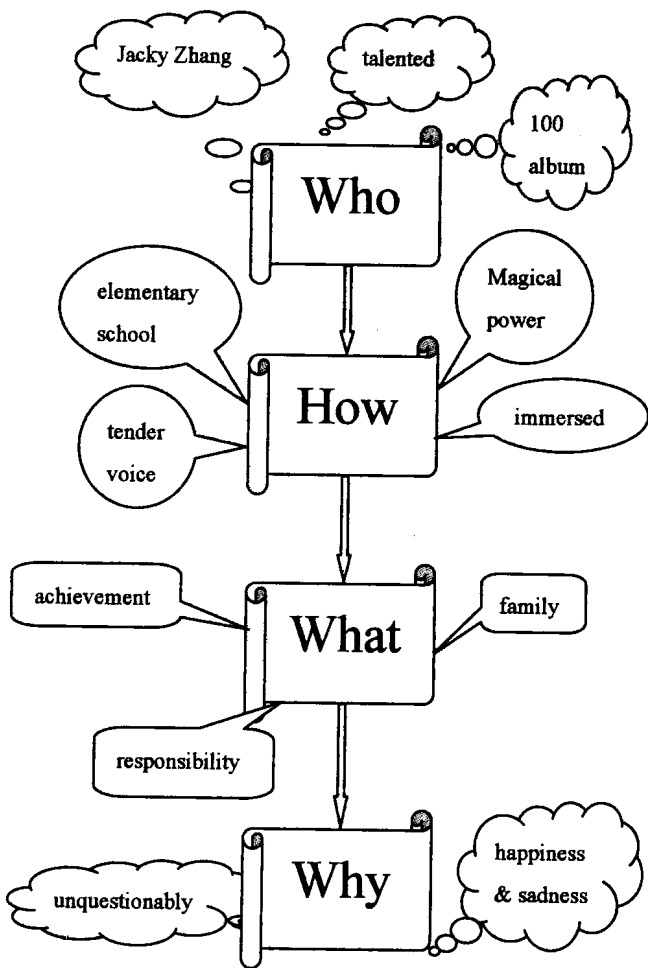 Jacky Zhang
talented
100
album
Who
elementary
school
Magical
power
How
tender
voice
immersed
achievement
What
family
responsibility
Why
happiness
& sadness
unquestionably